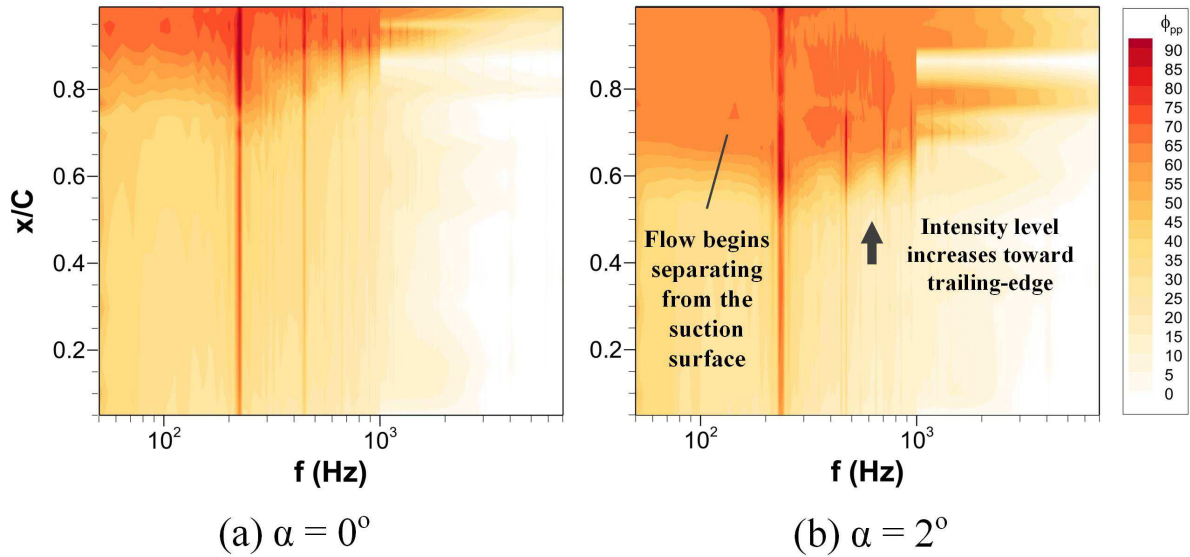 x/C
0.8
0.6
0.4
0.2
10²
10³
f (Hz)
(a) α = 0°
Flow begins
separating
from the
suction
surface
Intensity level
increases toward
trailing-edge
0.8
0.6
0.4
0.2
10²
10³
f (Hz)
(b) α = 2°
ϕpp
90
85
80
75
70
65
60
55
50
45
40
35
30
25
20
15
10
5
0